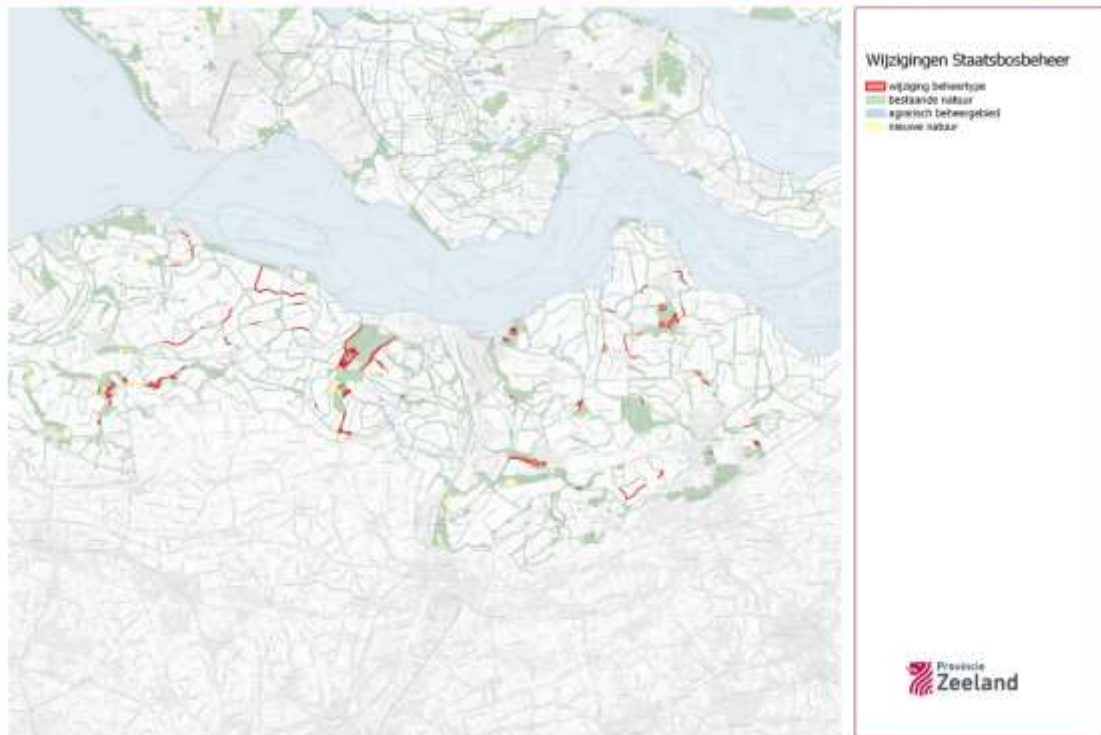 Wijzigingen Staatsbosbeheer
wijziging beheertype
bestaande natuur
agrarisch beheergebied
nieuwe natuur
Provincie
Zeeland